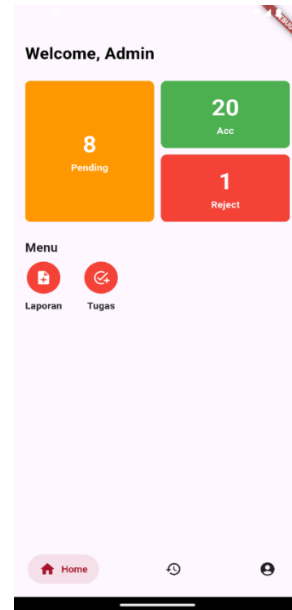 Welcome, Admin
8
Pending
20
Acc
1
Reject
Menu
Laporan
Tugas
Home